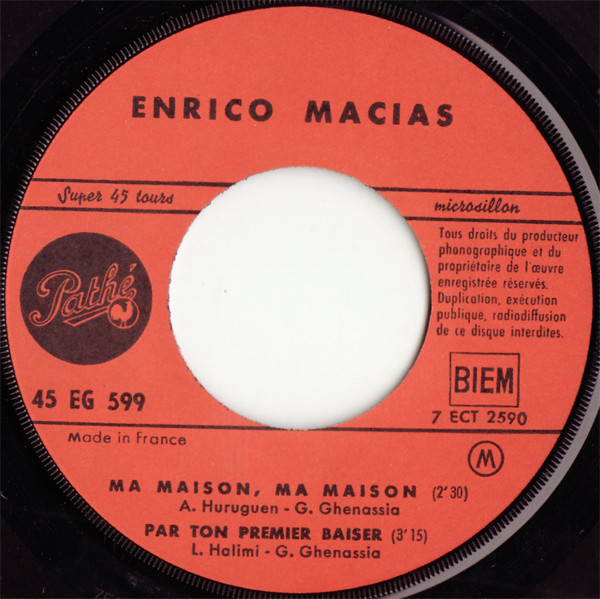 ENRICO MACIAS
Super 45 tours
microsillon
Tous droits du producteur
phonographique et du
propriétaire de l'œuvre
enregistrée réservés.
Duplication, exécution
publique, radiodiffusion
de ce disque interdites.
Pathé
45 EG 599
BIEM
7 ECT 2590
Made in France
M
MA MAISON, MA MAISON (2'30)
A. Huruguen - G. Ghenassia
PAR TON PREMIER BAISER (3'15)
L. Halimi - G. Ghenassia